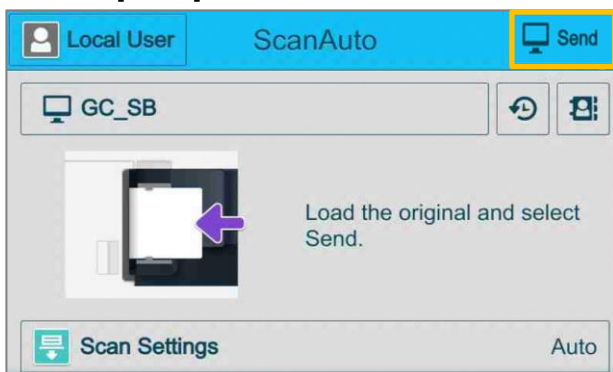 Local User
ScanAuto
Send
GC_SB
Load the original and select
Send.
Scan Settings
Auto